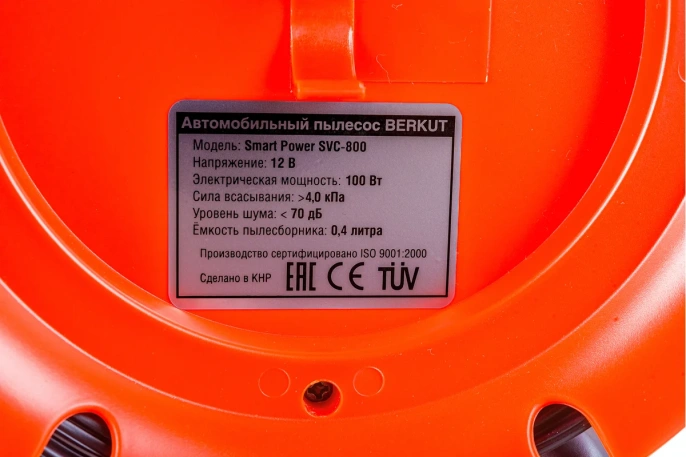 Автомобильный пылесос BERKUT
Модель: Smart Power SVC-800
Напряжение: 12 В
Электрическая мощность: 100 Вт
Сила всасывания: >4,0 кПа
Уровень шума: < 70 дБ
Ёмкость пылесборника: 0,4 литра
Производство сертифицировано ISO 9001:2000
Сделано в КНР EAC CE TÜV